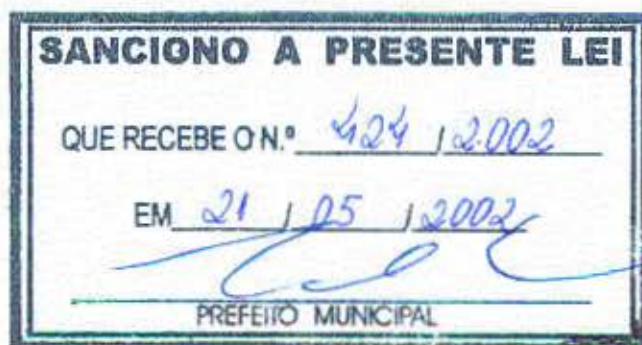 SANCIONO A PRESENTE LEI
QUE RECEBE O N.º 424 / 2.002
EM 21 / 05 / 2002
PREFEITO MUNICIPAL